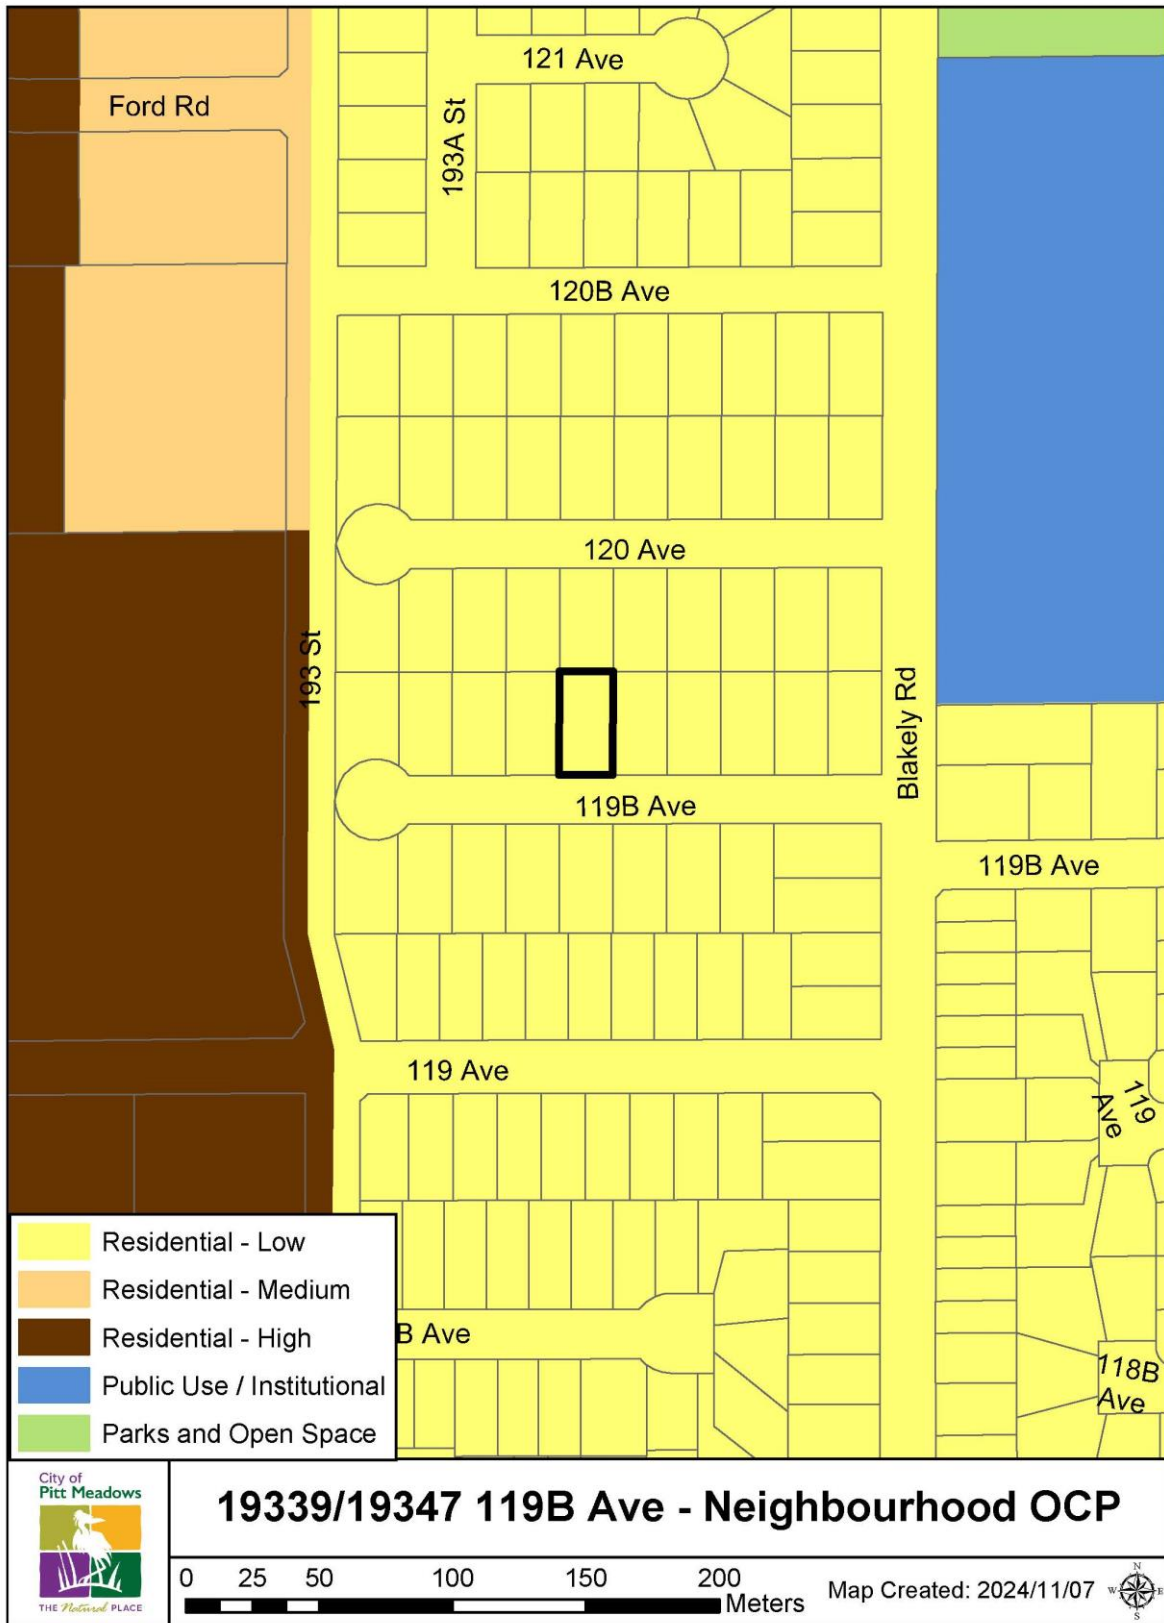 121 Ave
Ford Rd
193A St
120B Ave
120 Ave
193 St
Blakely Rd
119B Ave
119B Ave
119 Ave
119
Ave
B Ave
118B
Ave
Residential - Low
Residential - Medium
Residential - High
Public Use / Institutional
Parks and Open Space
City of
Pitt Meadows
THE Natural PLACE
19339/19347 119B Ave - Neighbourhood OCP
0 25 50 100 150 200
Meters
Map Created: 2024/11/07
N
W E
S